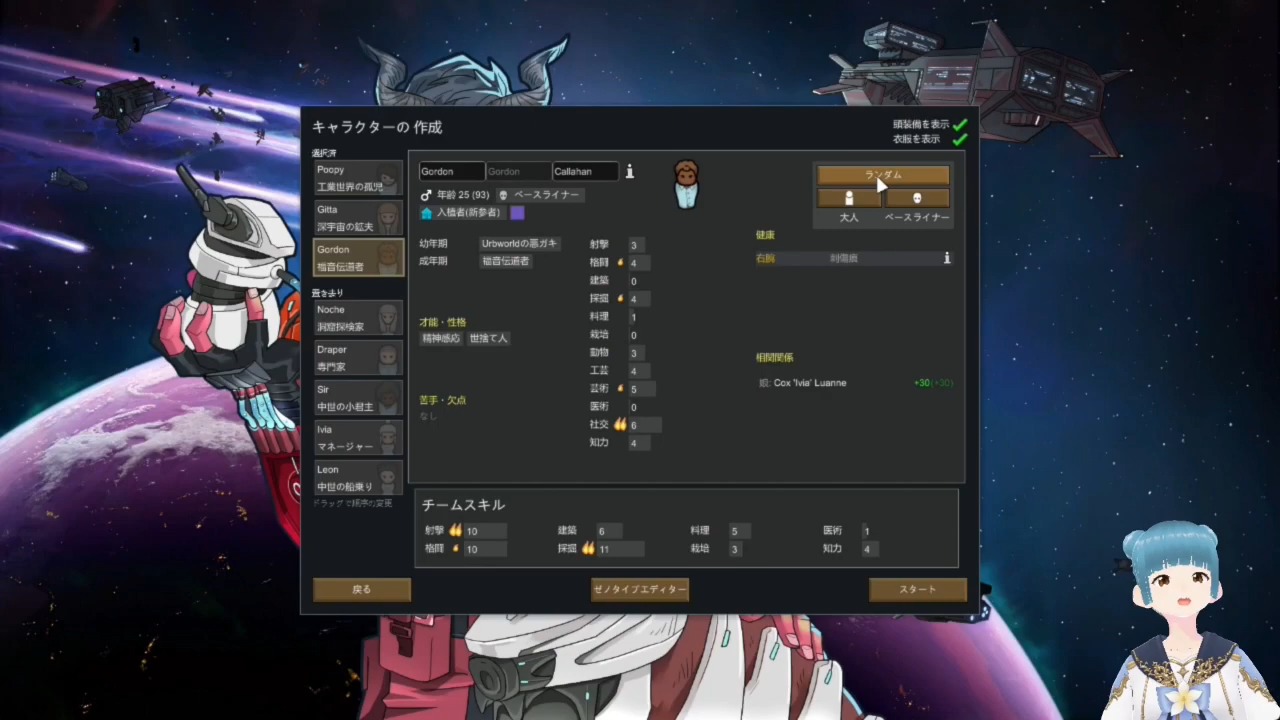 キャラクターの 作成
頭装備を表示
衣服を表示
選択済
Poopy
工業世界の孤児
Gitta
深宇宙の鉱夫
Gordon
福音伝道者
置き去り
Noche
洞窟探検家
Draper
専門家
Sir
中世の小君主
Ivia
マネージャー
Leon
中世の船乗り
ドラッグで順序の変更
Gordon Gordon Callahan
年齢 25 (93) ベースライナー
入植者(新参者)
幼年期 Urbworldの悪ガキ
成年期 福音伝道者
才能・性格
精神感応 世捨て人
苦手・欠点
なし
射撃 3
格闘 4
建築 0
採掘 4
料理 1
栽培 0
動物 3
工芸 4
芸術 5
医術 0
社交 6
知力 4
ランダム
大人 ベースライナー
健康
右腕 刺傷痕
相関関係
娘: Cox 'Ivia' Luanne +30(+30)
チームスキル
射撃 10 建築 6 料理 5 医術 1
格闘 10 採掘 11 栽培 3 知力 4
戻る ゼノタイプエディター スタート